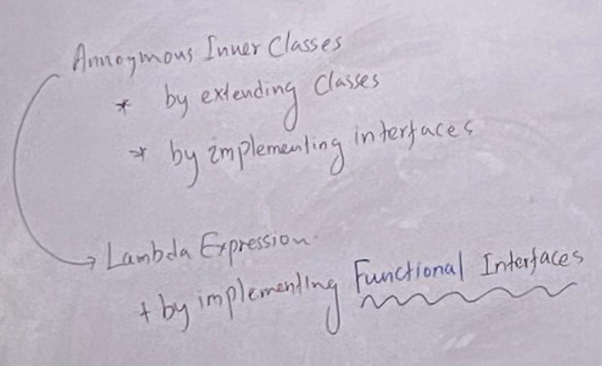 Annoymous Inner Classes
* by extending Classes
* by implementing interfaces
→ Lambda Expression.
+ by implementing Functional Interfaces